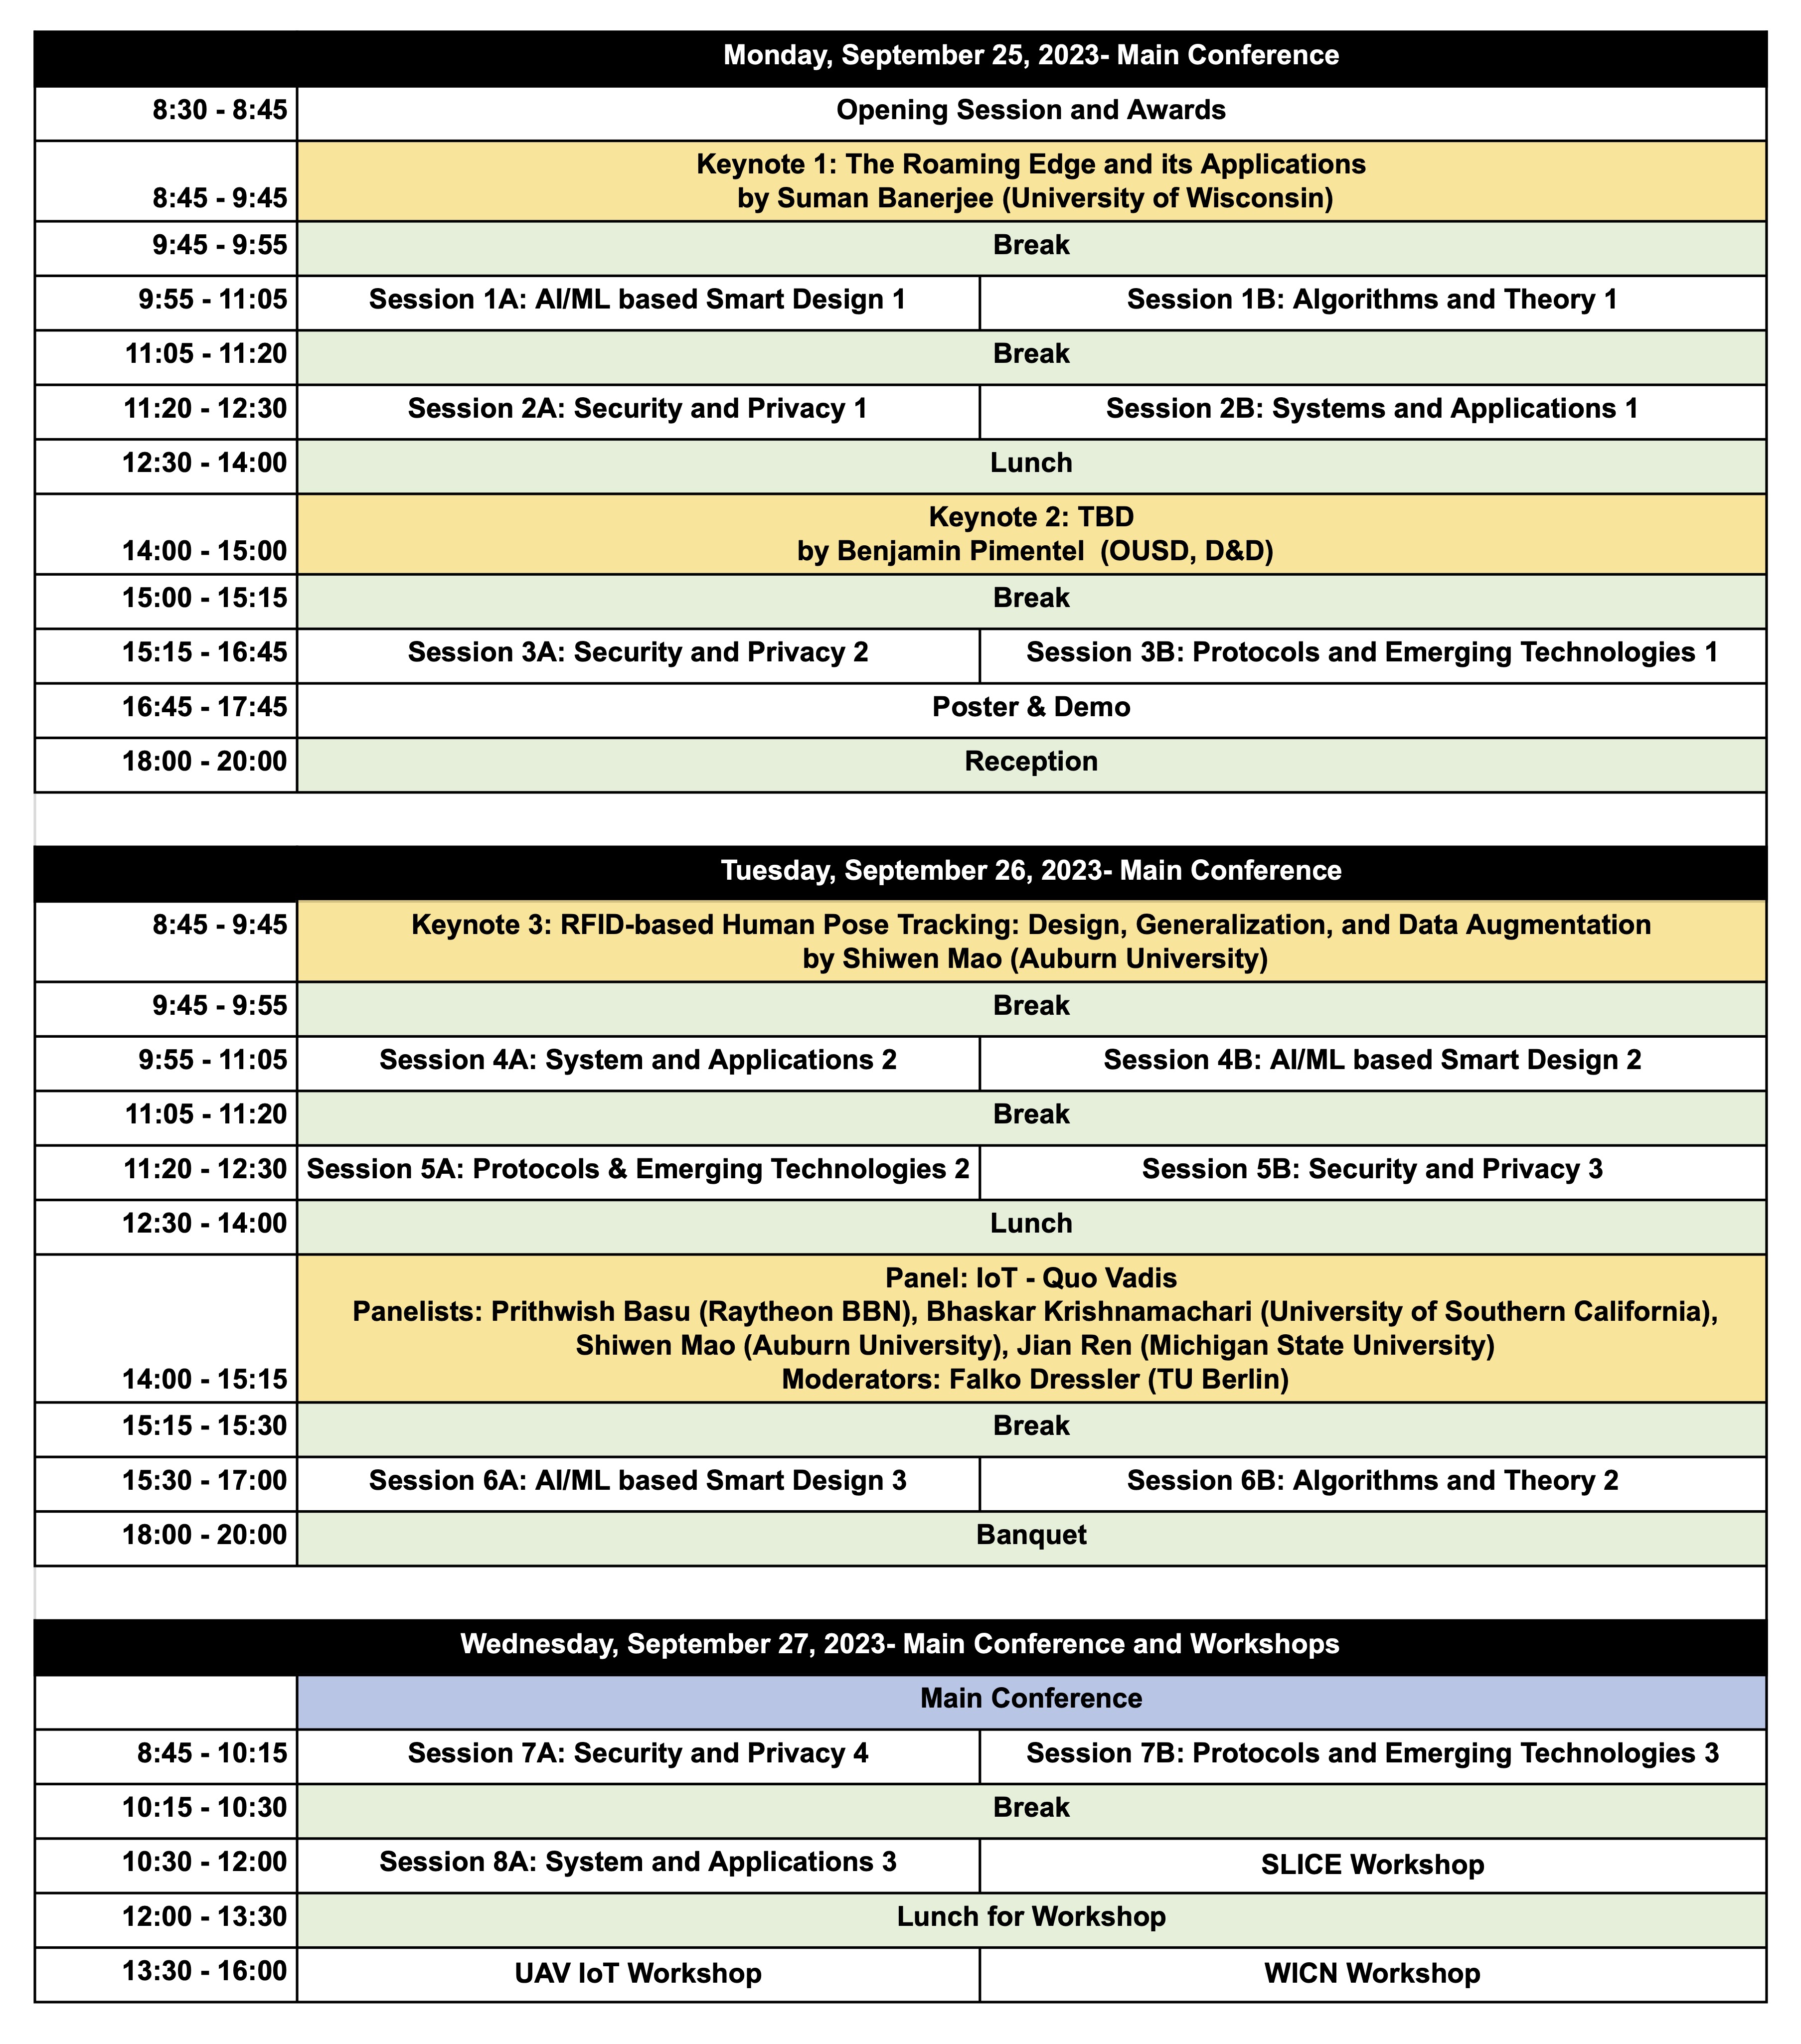 Monday, September 25, 2023- Main Conference
8:30 - 8:45 Opening Session and Awards
Keynote 1: The Roaming Edge and its Applications
8:45 - 9:45 by Suman Banerjee (University of Wisconsin)
9:45 - 9:55 Break
9:55 - 11:05 Session 1A: AI/ML based Smart Design 1 Session 1B: Algorithms and Theory 1
11:05 - 11:20 Break
11:20 - 12:30 Session 2A: Security and Privacy 1 Session 2B: Systems and Applications 1
12:30 - 14:00 Lunch
Keynote 2: TBD
14:00 - 15:00 by Benjamin Pimentel (OUSD, D&D)
15:00 - 15:15 Break
15:15 - 16:45 Session 3A: Security and Privacy 2 Session 3B: Protocols and Emerging Technologies 1
16:45 - 17:45 Poster & Demo
18:00 - 20:00 Reception
Tuesday, September 26, 2023- Main Conference
8:45 - 9:45 Keynote 3: RFID-based Human Pose Tracking: Design, Generalization, and Data Augmentation
by Shiwen Mao (Auburn University)
9:45 - 9:55 Break
9:55 - 11:05 Session 4A: System and Applications 2 Session 4B: AI/ML based Smart Design 2
11:05 - 11:20 Break
11:20 - 12:30 Session 5A: Protocols & Emerging Technologies 2 Session 5B: Security and Privacy 3
12:30 - 14:00 Lunch
Panel: IoT - Quo Vadis
Panelists: Prithwish Basu (Raytheon BBN), Bhaskar Krishnamachari (University of Southern California),
Shiwen Mao (Auburn University), Jian Ren (Michigan State University)
14:00 - 15:15 Moderators: Falko Dressler (TU Berlin)
15:15 - 15:30 Break
15:30 - 17:00 Session 6A: AI/ML based Smart Design 3 Session 6B: Algorithms and Theory 2
18:00 - 20:00 Banquet
Wednesday, September 27, 2023- Main Conference and Workshops
Main Conference
8:45 - 10:15 Session 7A: Security and Privacy 4 Session 7B: Protocols and Emerging Technologies 3
10:15 - 10:30 Break
10:30 - 12:00 Session 8A: System and Applications 3 SLICE Workshop
12:00 - 13:30 Lunch for Workshop
13:30 - 16:00 UAV IoT Workshop WICN Workshop